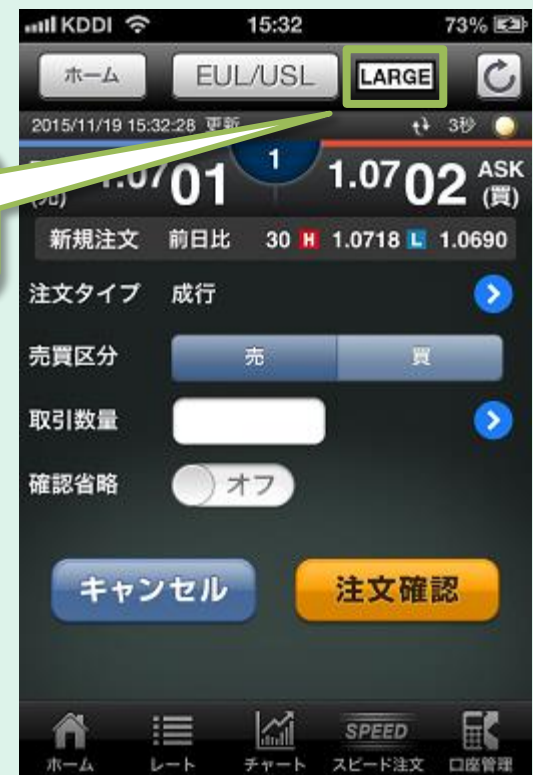 KDDI 15:32 73%
ホーム EUL/USL LARGE
2015/11/19 15:32:28 更新 3秒
1
01 1.0702 ASK
(買)
新規注文 前日比 30 H 1.0718 L 1.0690
注文タイプ 成行
売買区分 売 買
取引数量
確認省略 オフ
キャンセル 注文確認
ホーム レート チャート SPEED スピード注文 口座管理